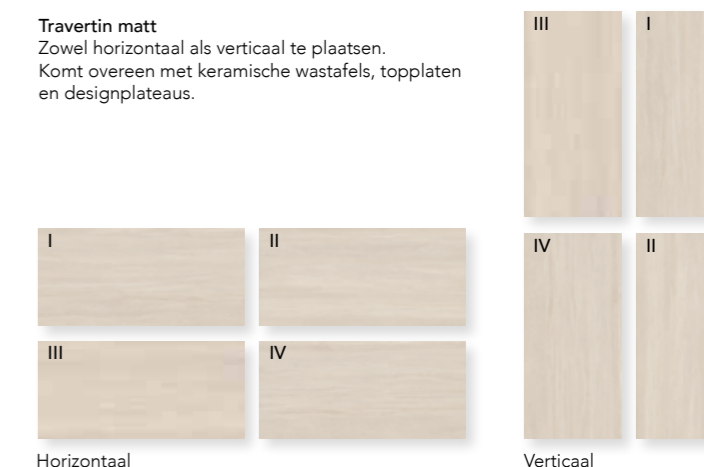 Travertin matt
Zowel horizontaal als verticaal te plaatsen.
Komt overeen met keramische wastafels, topplaten
en designplateaus.
I
II
III
IV
Horizontaal
III
I
IV
II
Verticaal